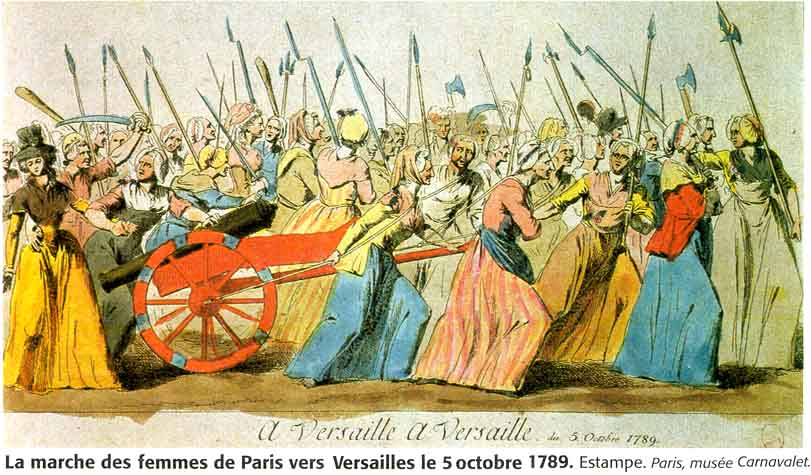 A Versaille A Versaille du 5 Octobre 1789.
La marche des femmes de Paris vers Versailles le 5 octobre 1789. Estampe. Paris, musée Carnavalet.